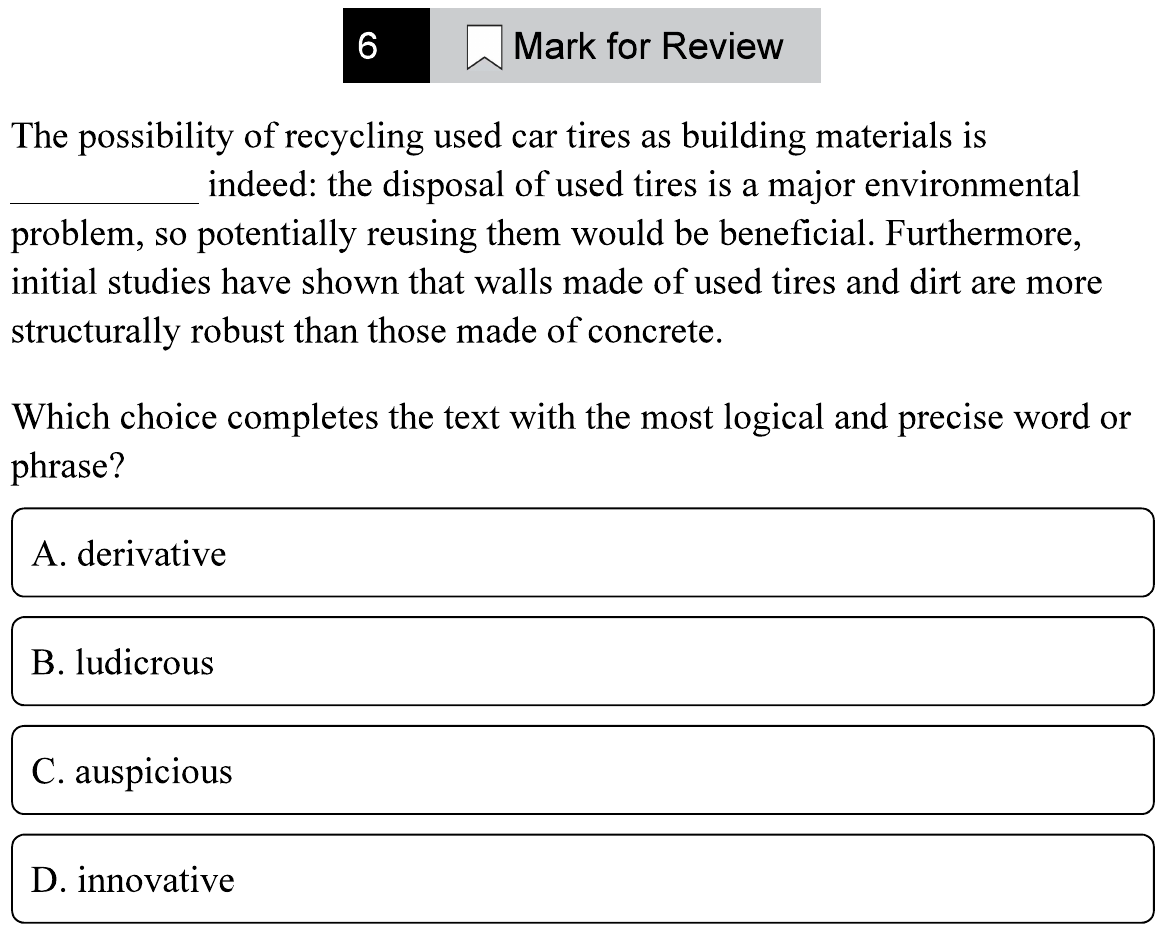 6 Mark for Review
The possibility of recycling used car tires as building materials is
__________ indeed: the disposal of used tires is a major environmental
problem, so potentially reusing them would be beneficial. Furthermore,
initial studies have shown that walls made of used tires and dirt are more
structurally robust than those made of concrete.
Which choice completes the text with the most logical and precise word or
phrase?
A. derivative
B. ludicrous
C. auspicious
D. innovative